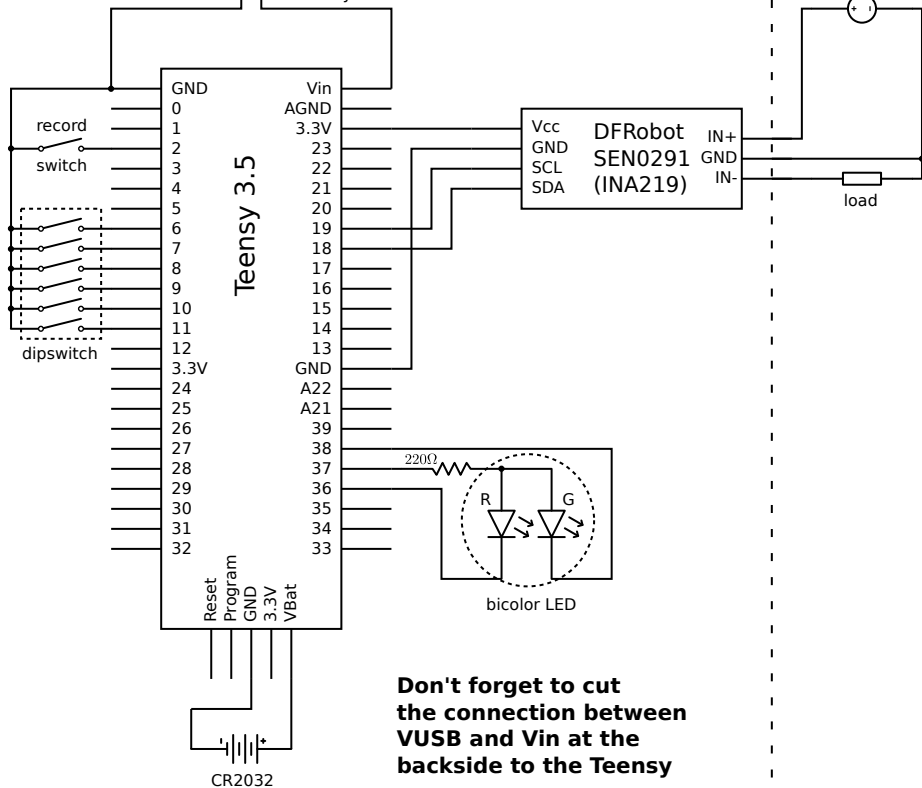 GND
0
1
2
3
4
5
6
7
8
9
10
11
12
3.3V
24
25
26
27
28
29
30
31
32
Vin
AGND
3.3V
23
22
21
20
19
18
17
16
15
14
13
GND
A22
A21
39
38
37
36
35
34
33
Teensy 3.5
Reset
Program
GND
3.3V
VBat
record
switch
dipswitch
- +
CR2032
Vcc
GND
SCL
SDA
DFRobot
SEN0291
(INA219)
IN+
GND
IN-
+ -
load
220Ω
R
G
bicolor LED
Don't forget to cut
the connection between
VUSB and Vin at the
backside to the Teensy